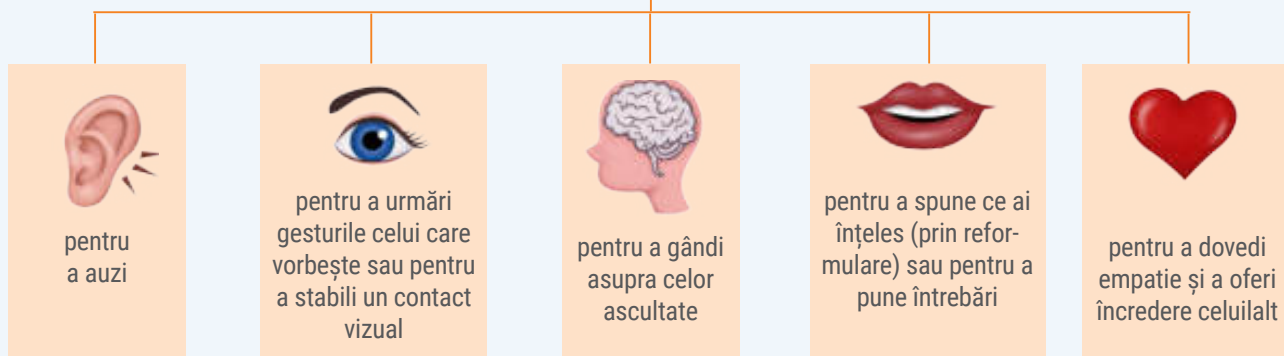 pentru
a auzi
pentru a urmări
gesturile celui care
vorbește sau pentru
a stabili un contact
vizual
pentru a gândi
asupra celor
ascultate
pentru a spune ce ai
înțeles (prin refor-
mulare) sau pentru a
pune întrebări
pentru a dovedi
empatie și a oferi
încredere celuilalt